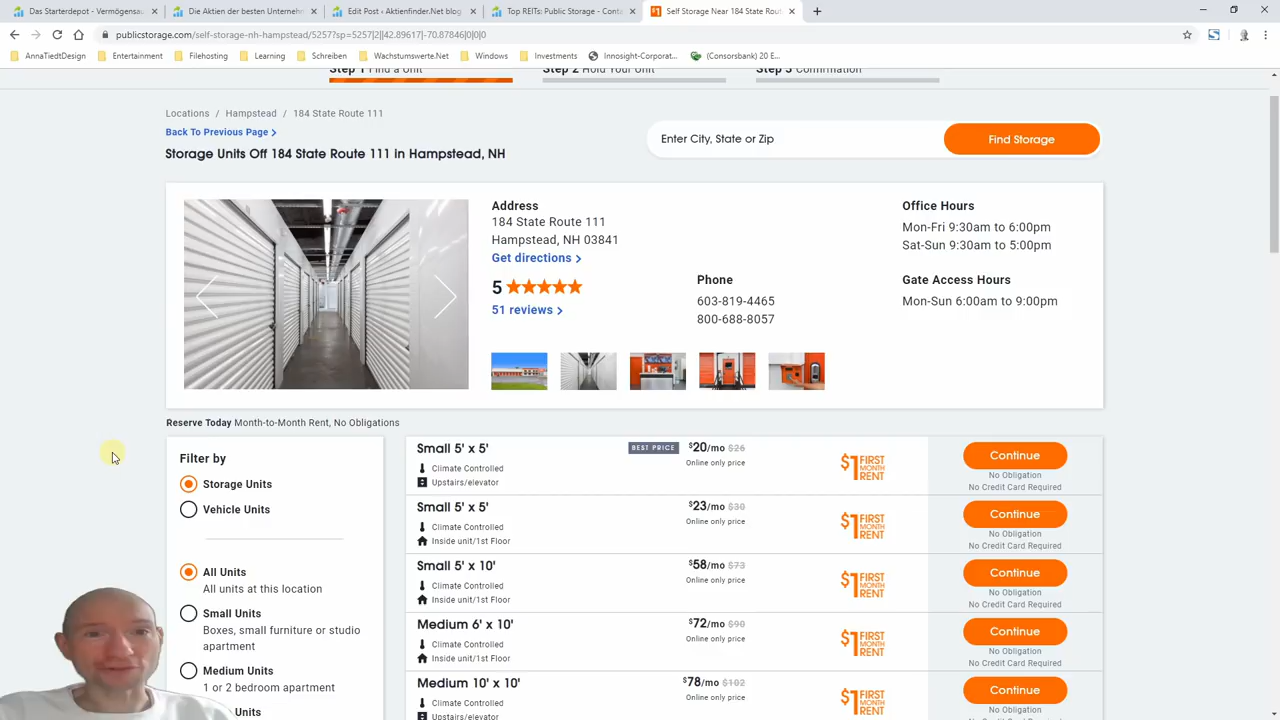 Das Starterdepot - Vermögensau
Die Aktien der besten Unterneh
Edit Post ‹ Aktienfinder.Net blog
Top REITs: Public Storage - Conte
Self Storage Near 184 State Rout
publicstorage.com/self-storage-nh-hampstead/5257?sp=5257|2||42.89617|-70.87846|0|0|0
AnnaTiedtDesign
Entertainment
Filehosting
Learning
Schreiben
Wachstumswerte.Net
Windows
Investments
Innosight-Corporat...
(Consorsbank) 20 E...
Step 1 Find a Unit
Step 2 Hold Your Unit
Step 3 Confirmation
Locations / Hampstead / 184 State Route 111
Back To Previous Page
Storage Units Off 184 State Route 111 in Hampstead, NH
Enter City, State or Zip
Find Storage
Address
184 State Route 111
Hampstead, NH 03841
Get directions
5
51 reviews
Phone
603-819-4465
800-688-8057
Office Hours
Mon-Fri 9:30am to 6:00pm
Sat-Sun 9:30am to 5:00pm
Gate Access Hours
Mon-Sun 6:00am to 9:00pm
Reserve Today Month-to-Month Rent, No Obligations
Filter by
Storage Units
Vehicle Units
All Units
All units at this location
Small Units
Boxes, small furniture or studio
apartment
Medium Units
1 or 2 bedroom apartment
Units
Small 5' x 5'
Climate Controlled
Upstairs/elevator
BEST PRICE
$20/mo $26
Online only price
$1 FIRST MONTH RENT
Continue
No Obligation
No Credit Card Required
Small 5' x 5'
Climate Controlled
Inside unit/1st Floor
$23/mo $30
Online only price
$1 FIRST MONTH RENT
Continue
No Obligation
No Credit Card Required
Small 5' x 10'
Climate Controlled
Inside unit/1st Floor
$58/mo $73
Online only price
$1 FIRST MONTH RENT
Continue
No Obligation
No Credit Card Required
Medium 6' x 10'
Climate Controlled
Inside unit/1st Floor
$72/mo $90
Online only price
$1 FIRST MONTH RENT
Continue
No Obligation
No Credit Card Required
Medium 10' x 10'
Climate Controlled
Upstairs/elevator
$78/mo $102
Online only price
$1 FIRST MONTH RENT
Continue
No Obligation